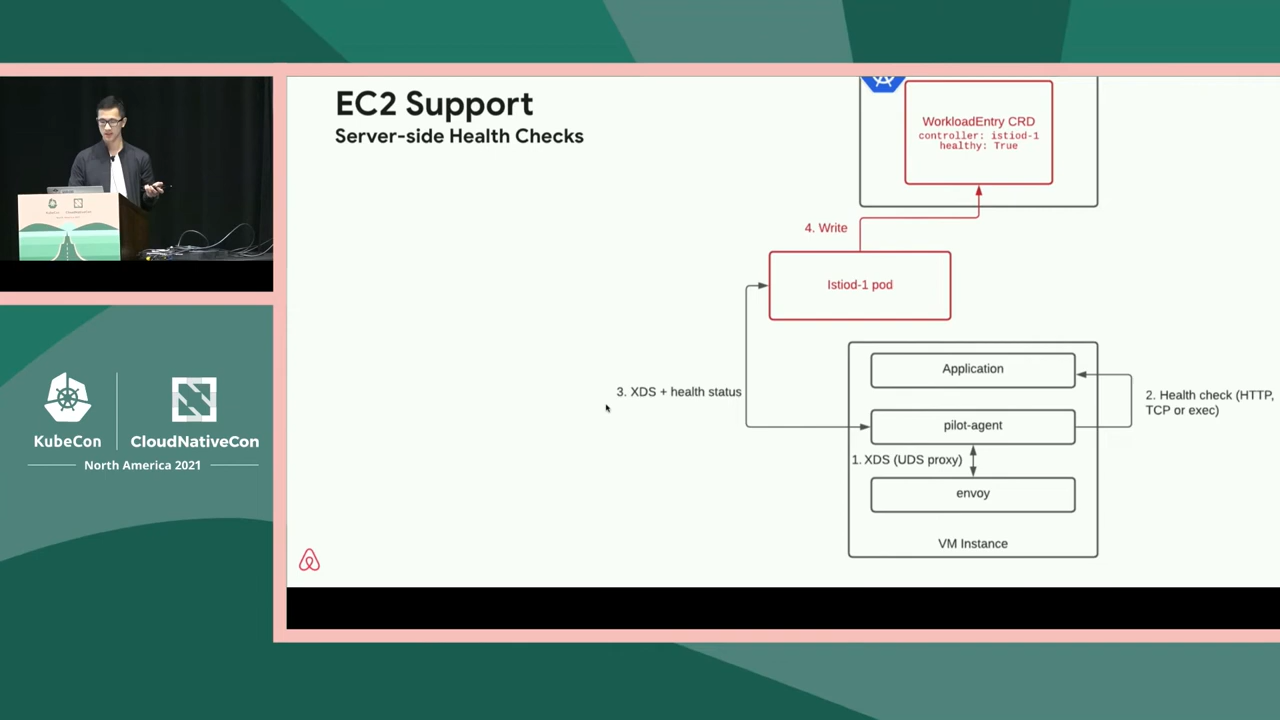 EC2 Support
Server-side Health Checks
WorkloadEntry CRD
controller: istiod-1
healthy: True
4. Write
Istiod-1 pod
3. XDS + health status
Application
2. Health check (HTTP,
TCP or exec)
pilot-agent
1. XDS (UDS proxy)
envoy
VM Instance
KubeCon
CloudNativeCon
North America 2021